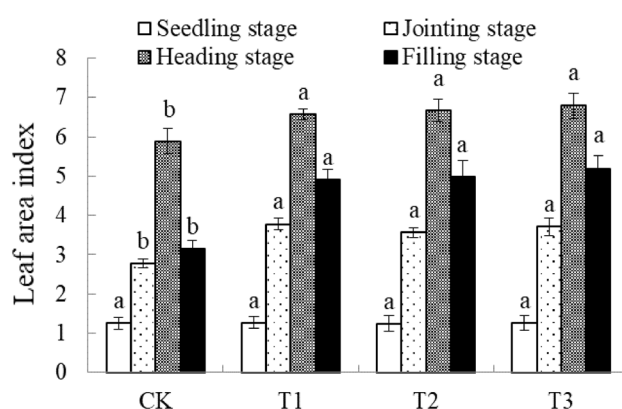 Seedling stage Jointing stage
Heading stage Filling stage
Leaf area index
8
7
6
5
4
3
2
1
0
a b b b
a a a a
a a a a
a a a a
CK T1 T2 T3